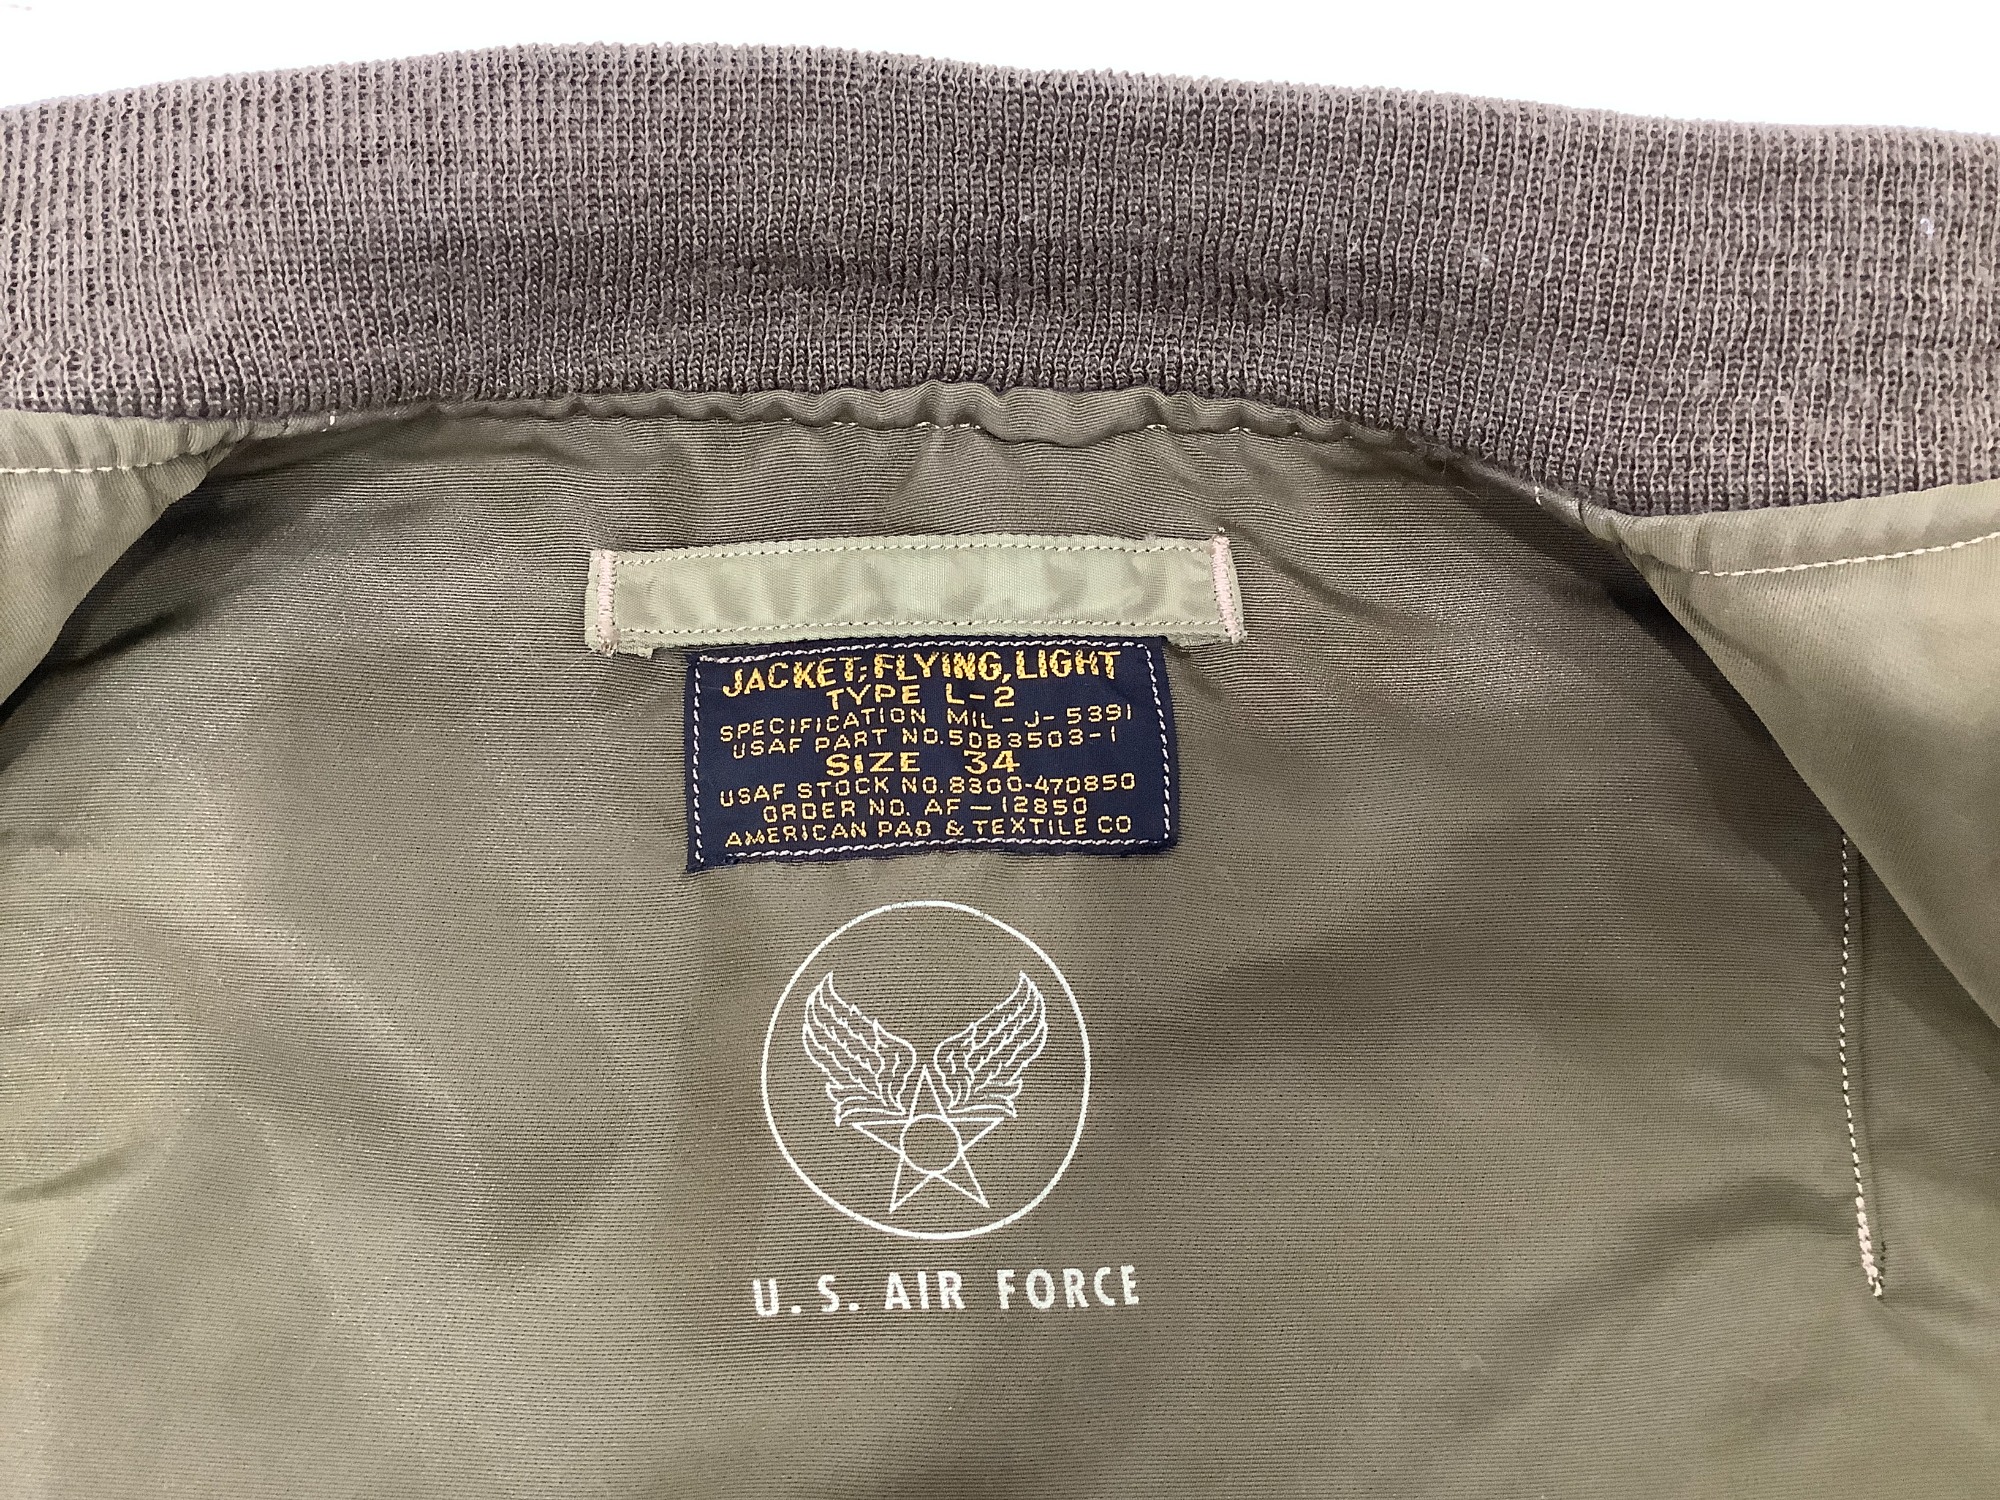 JACKET; FLYING, LIGHT
TYPE L-2
SPECIFICATION MIL-J-5391
USAF PART NO. 50B3503-1
SIZE 34
USAF STOCK NO. 8300-470850
ORDER NO. AF-12850
AMERICAN PAD & TEXTILE CO
U.S. AIR FORCE